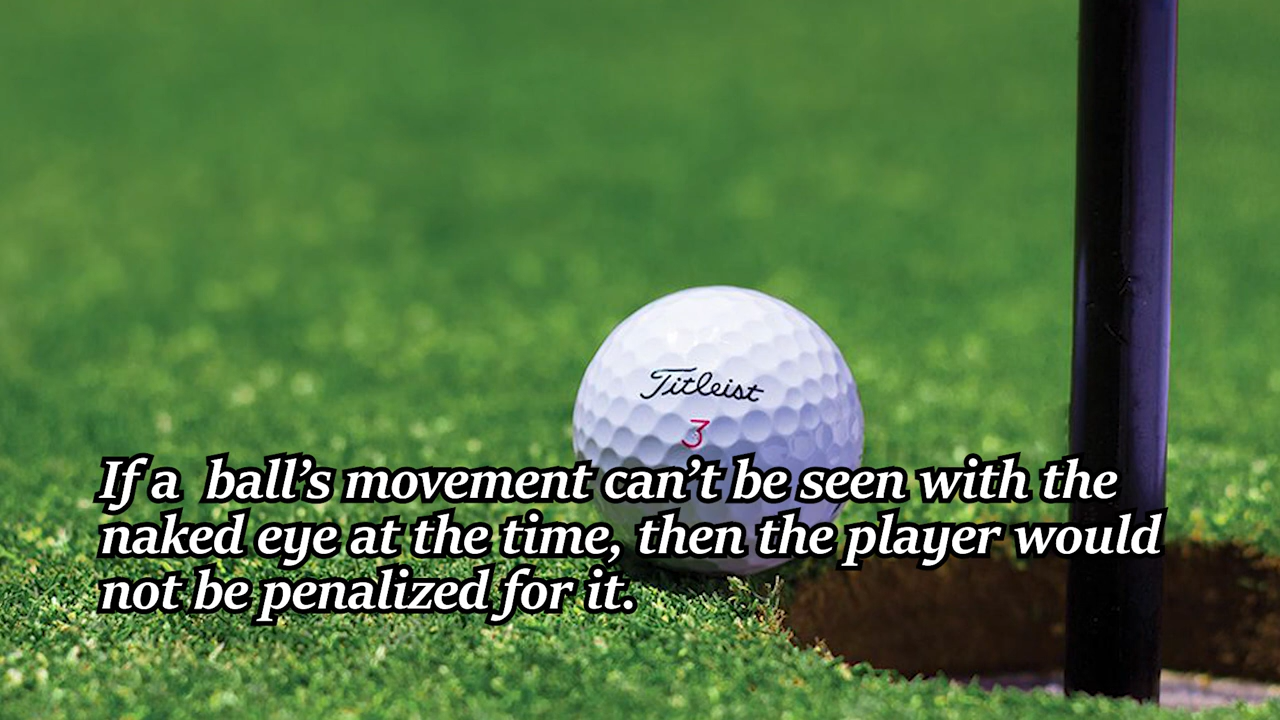 Titleist
3
If a  ball’s movement can’t be seen with the
naked eye at the time, then the player would
not be penalized for it.